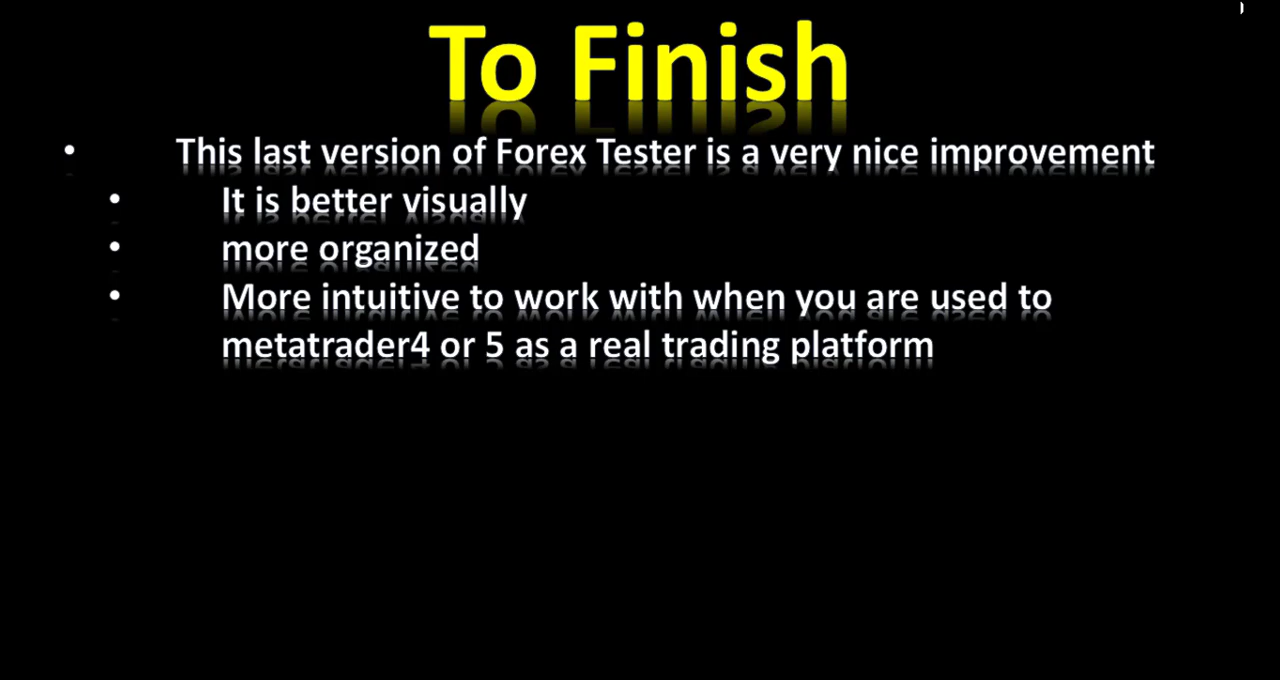 To Finish
• This last version of Forex Tester is a very nice improvement
• It is better visually
• more organized
• More intuitive to work with when you are used to
metatrader4 or 5 as a real trading platform